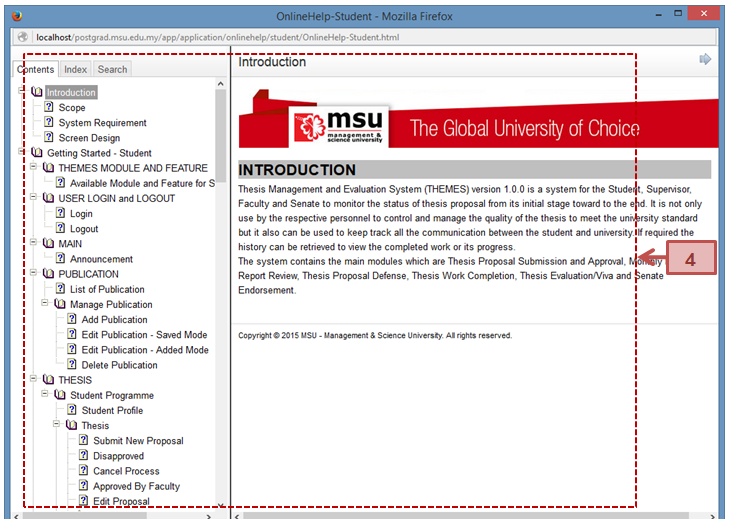 OnlineHelp-Student - Mozilla Firefox
localhost/postgrad.msu.edu.my/app/application/onlinehelp/student/OnlineHelp-Student.html
Contents Index Search
Introduction
Scope
System Requirement
Screen Design
Getting Started - Student
THEMES MODULE AND FEATURE
Available Module and Feature for S
USER LOGIN and LOGOUT
Login
Logout
MAIN
Announcement
PUBLICATION
List of Publication
Manage Publication
Add Publication
Edit Publication - Saved Mode
Edit Publication - Added Mode
Delete Publication
THESIS
Student Programme
Student Profile
Thesis
Submit New Proposal
Disapproved
Cancel Process
Approved By Faculty
Edit Proposal
Introduction
msu
management &
science university
The Global University of Choice
INTRODUCTION
Thesis Management and Evaluation System (THEMES) version 1.0.0 is a system for the Student, Supervisor,
Faculty and Senate to monitor the status of thesis proposal from its initial stage toward to the end. It is not only
use by the respective personnel to control and manage the quality of the thesis to meet the university standard
but it also can be used to keep track all the communication between the student and university. If required the
history can be retrieved to view the completed work or its progress.
The system contains the main modules which are Thesis Proposal Submission and Approval, Monthly
Report Review, Thesis Proposal Defense, Thesis Work Completion, Thesis Evaluation/Viva and Senate
Endorsement.
4
Copyright © 2015 MSU - Management & Science University. All rights reserved.